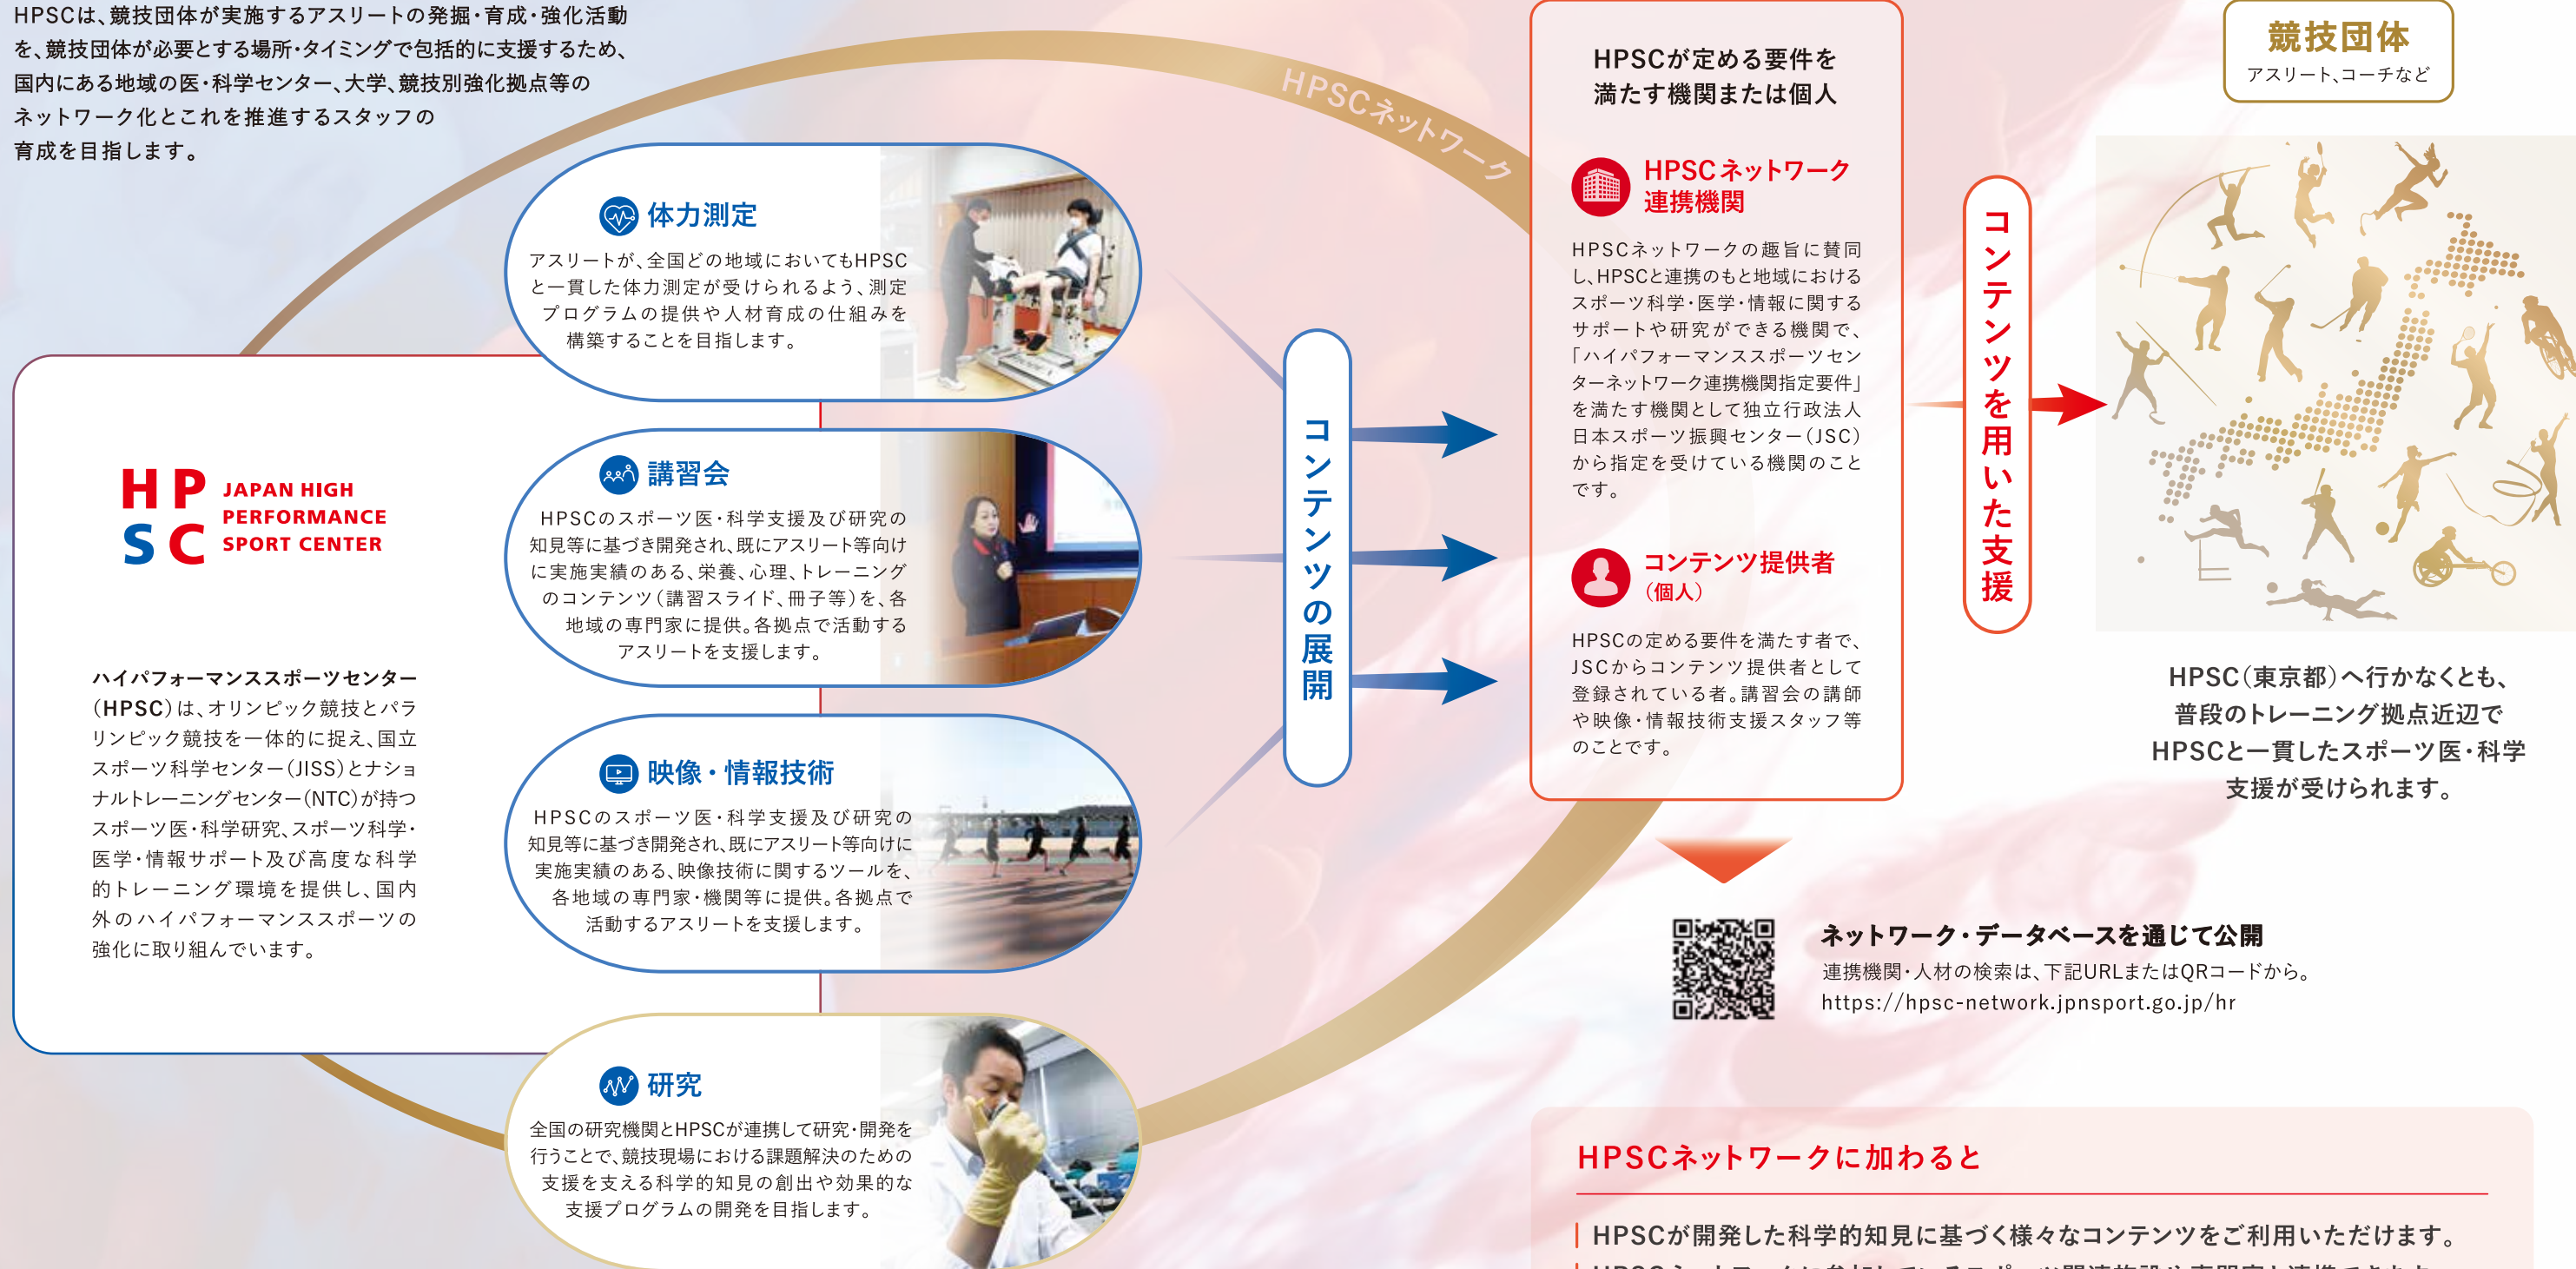 HPSCは、競技団体が実施するアスリートの発掘・育成・強化活動
を、競技団体が必要とする場所・タイミングで包括的に支援するため、
国内にある地域の医・科学センター、大学、競技別強化拠点等の
ネットワーク化とこれを推進するスタッフの
育成を目指します。
HPSCネットワーク
HP
SC
JAPAN HIGH
PERFORMANCE
SPORT CENTER
ハイパフォーマンススポーツセンター
（HPSC）は、オリンピック競技とパラ
リンピック競技を一体的に捉え、国立
スポーツ科学センター（JISS）とナショ
ナルトレーニングセンター（NTC）が持つ
スポーツ医・科学研究、スポーツ科学・
医学・情報サポート及び高度な科学
的トレーニング環境を提供し、国内
外のハイパフォーマンススポーツの
強化に取り組んでいます。
体力測定
アスリートが、全国どの地域においてもHPSC
と一貫した体力測定が受けられるよう、測定
プログラムの提供や人材育成の仕組みを
構築することを目指します。
講習会
HPSCのスポーツ医・科学支援及び研究の
知見等に基づき開発され、既にアスリート等向け
に実施実績のある、栄養、心理、トレーニング
のコンテンツ（講習スライド、冊子等）を、各
地域の専門家に提供。各拠点で活動する
アスリートを支援します。
映像・情報技術
HPSCのスポーツ医・科学支援及び研究の
知見等に基づき開発され、既にアスリート等向けに
実施実績のある、映像技術に関するツールを、
各地域の専門家・機関等に提供。各拠点で
活動するアスリートを支援します。
研究
全国の研究機関とHPSCが連携して研究・開発を
行うことで、競技現場における課題解決のための
支援を支える科学的知見の創出や効果的な
支援プログラムの開発を目指します。
コンテンツの展開
HPSCが定める要件を
満たす機関または個人
HPSCネットワーク
連携機関
HPSCネットワークの趣旨に賛同
し、HPSCと連携のもと地域における
スポーツ科学・医学・情報に関する
サポートや研究ができる機関で、
「ハイパフォーマンススポーツセン
ターネットワーク連携機関指定要件」
を満たす機関として独立行政法人
日本スポーツ振興センター（JSC）
から指定を受けている機関のこと
です。
コンテンツ提供者
（個人）
HPSCの定める要件を満たす者で、
JSCからコンテンツ提供者として
登録されている者。講習会の講師
や映像・情報技術支援スタッフ等
のことです。
コンテンツを用いた支援
競技団体
アスリート、コーチなど
HPSC（東京都）へ行かなくとも、
普段のトレーニング拠点近辺で
HPSCと一貫したスポーツ医・科学
支援が受けられます。
ネットワーク・データベースを通じて公開
連携機関・人材の検索は、下記URLまたはQRコードから。
https://hpsc-network.jpnsport.go.jp/hr
HPSCネットワークに加わると
HPSCが開発した科学的知見に基づく様々なコンテンツをご利用いただけます。